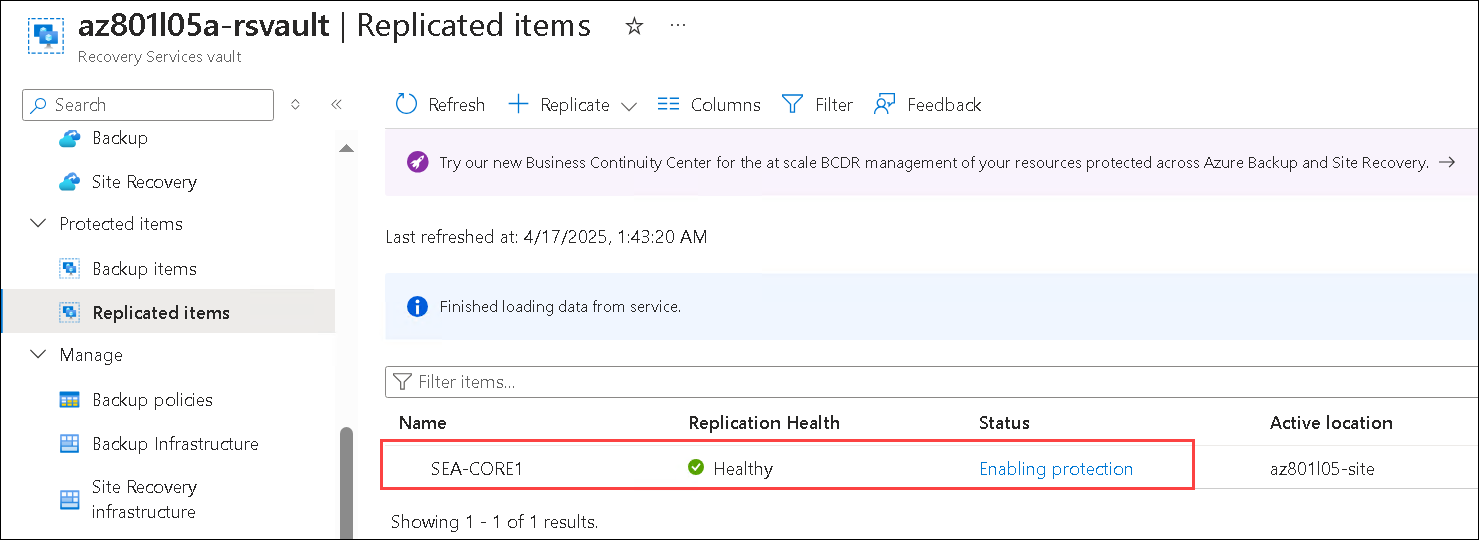 az801l05a-rsvault | Replicated items
Recovery Services vault
Search
Backup
Site Recovery
Protected items
Backup items
Replicated items
Manage
Backup policies
Backup Infrastructure
Site Recovery
infrastructure
Refresh Replicate Columns Filter Feedback
Try our new Business Continuity Center for the at scale BCDR management of your resources protected across Azure Backup and Site Recovery.
Last refreshed at: 4/17/2025, 1:43:20 AM
Finished loading data from service.
Filter items...
Name Replication Health Status Active location
SEA-CORE1 Healthy Enabling protection az801l05-site
Showing 1 - 1 of 1 results.